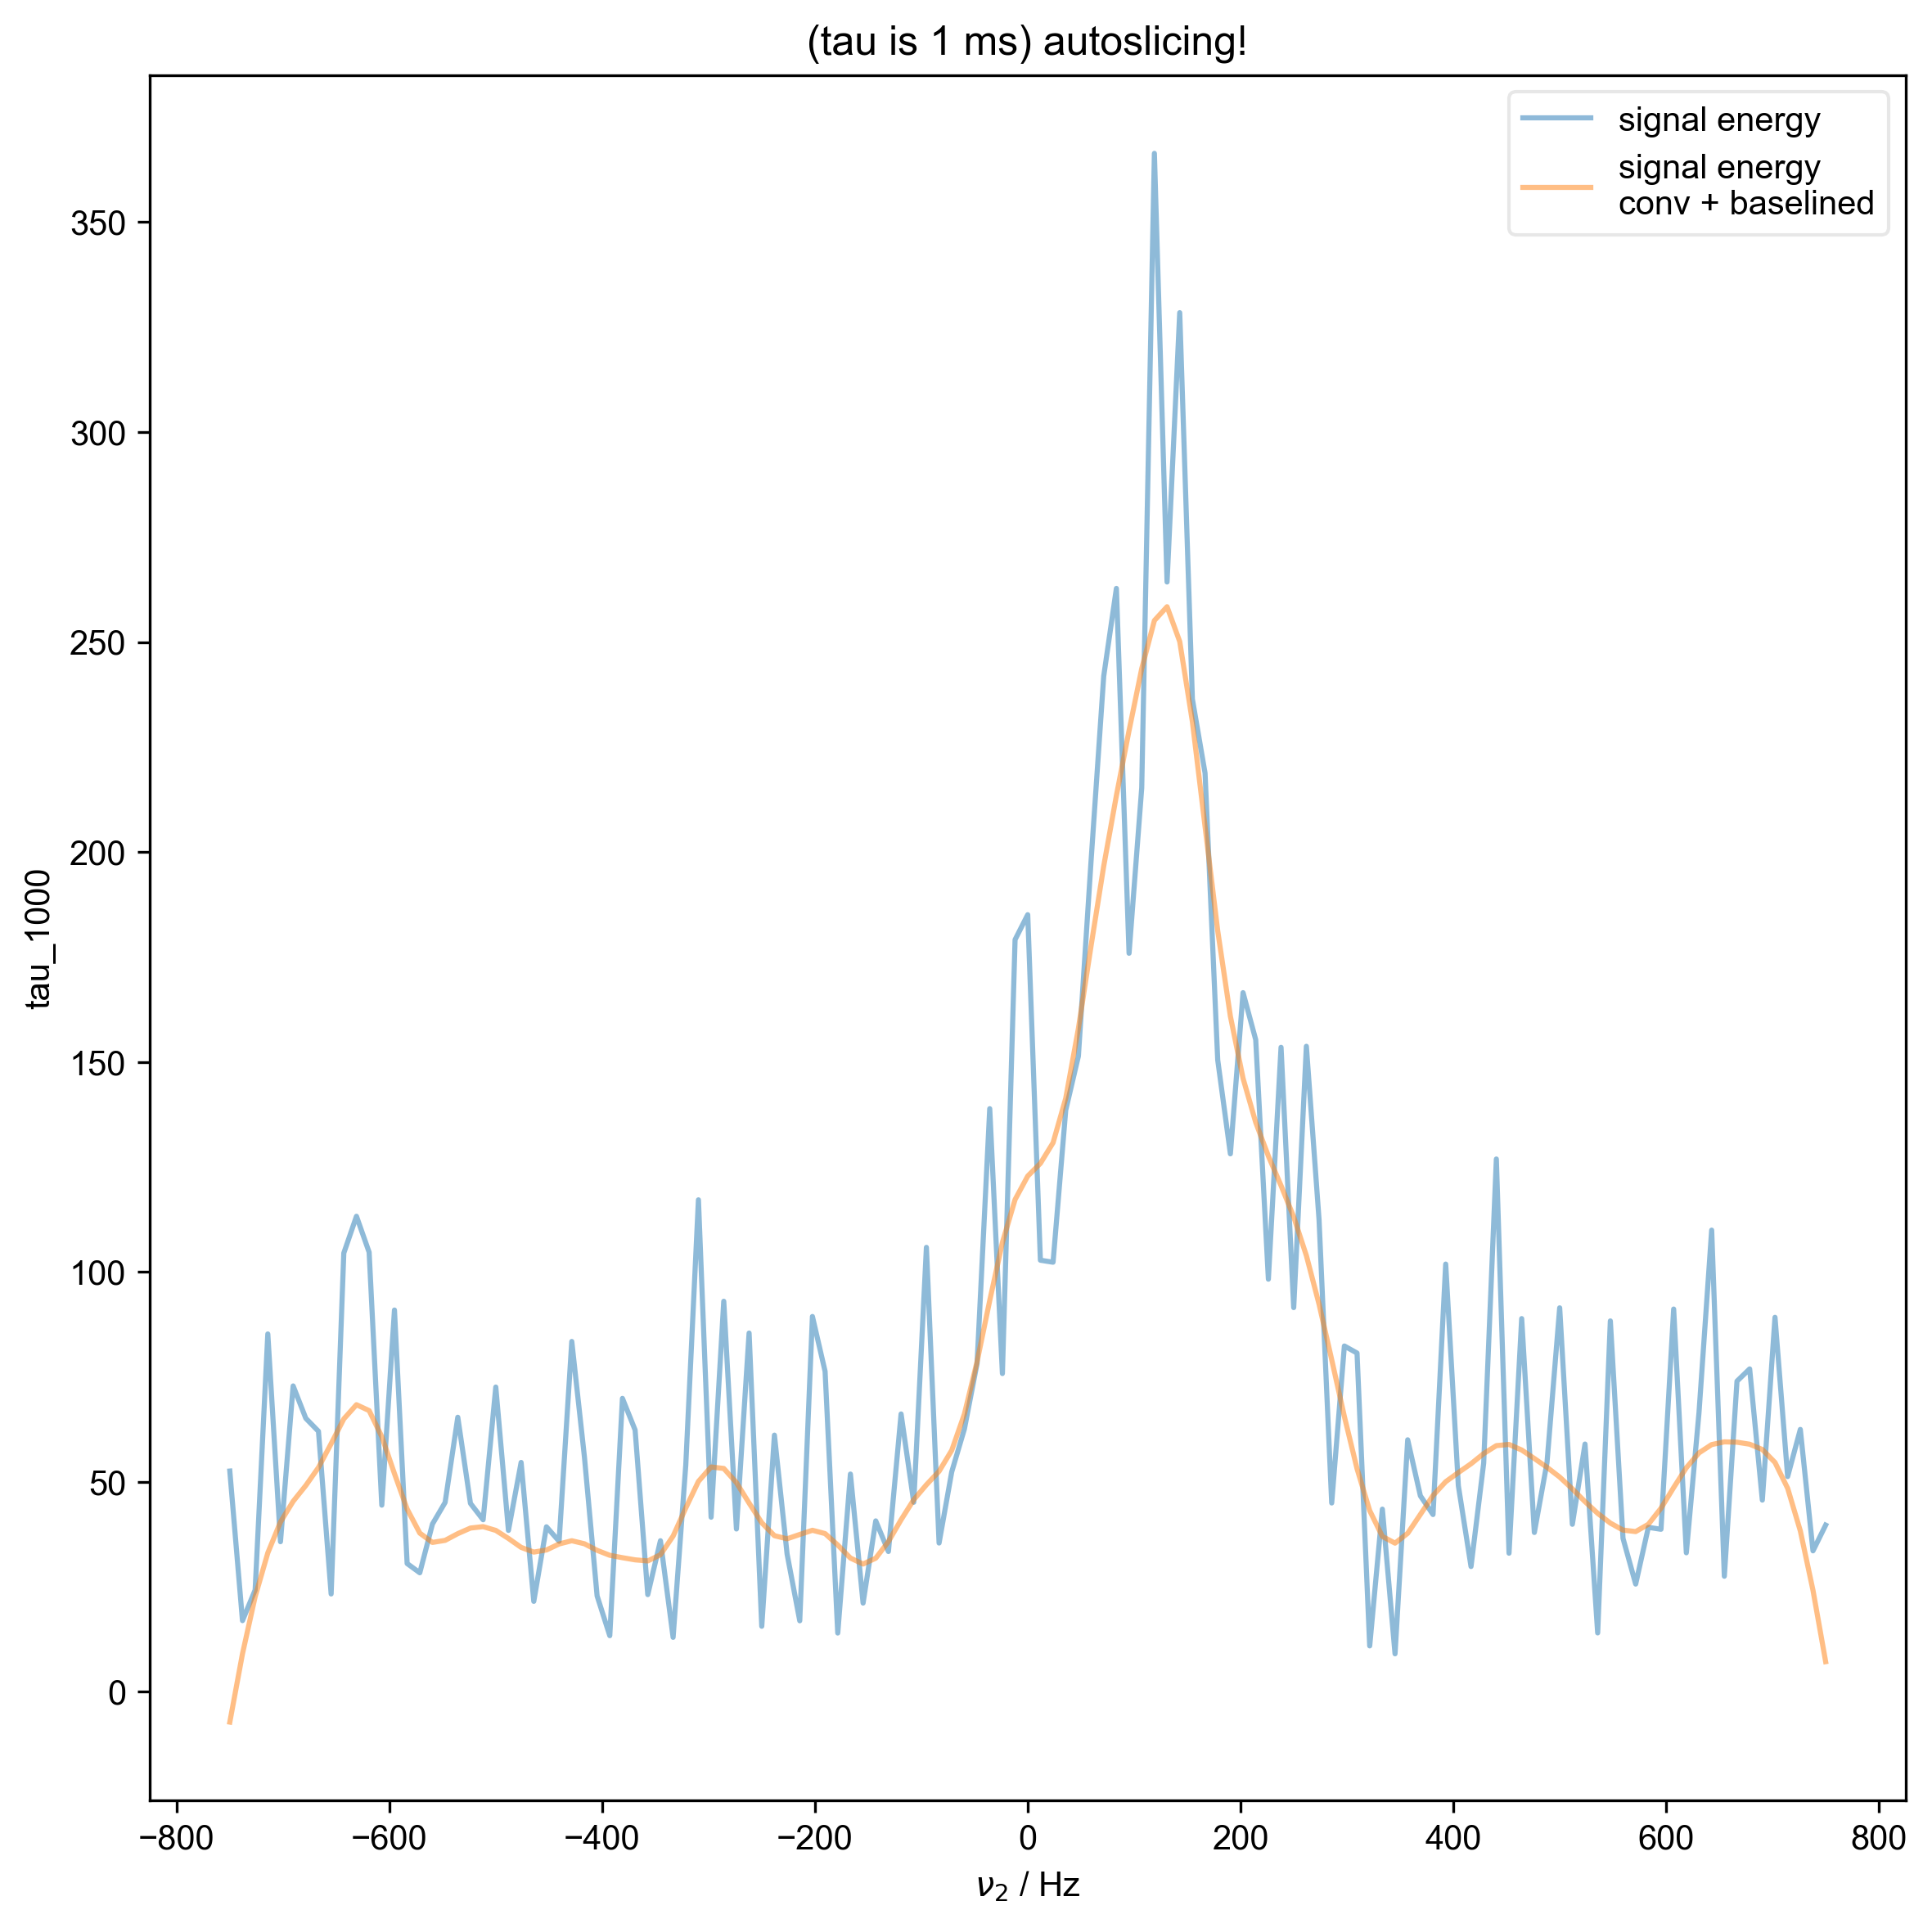 (tau is 1 ms) autoslicing!
signal energy
signal energy
conv + baselined
350
300
250
200
150
100
50
0
tau_1000
−800
−600
−400
−200
0
200
400
600
800
ν₂ / Hz